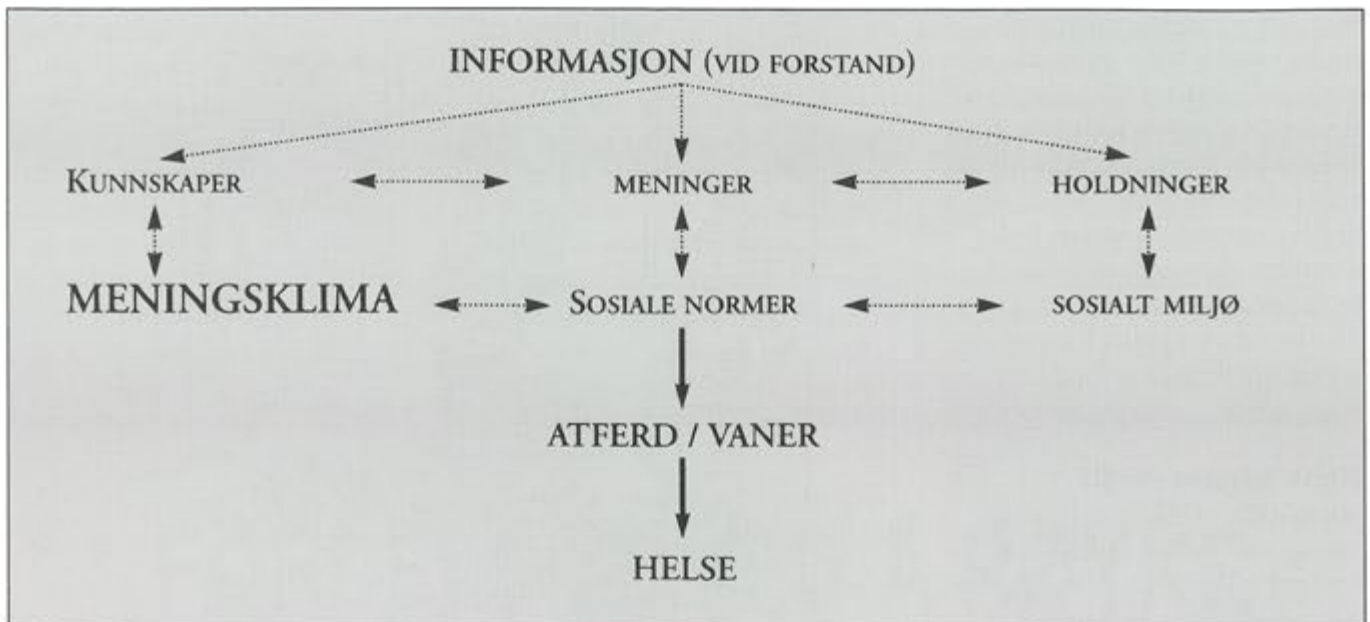 INFORMASJON (VID FORSTAND)
KUNNSKAPER MENINGER HOLDNINGER
MENINGSKLIMA SOSIALE NORMER SOSIALT MILJØ
ATFERD / VANER
HELSE